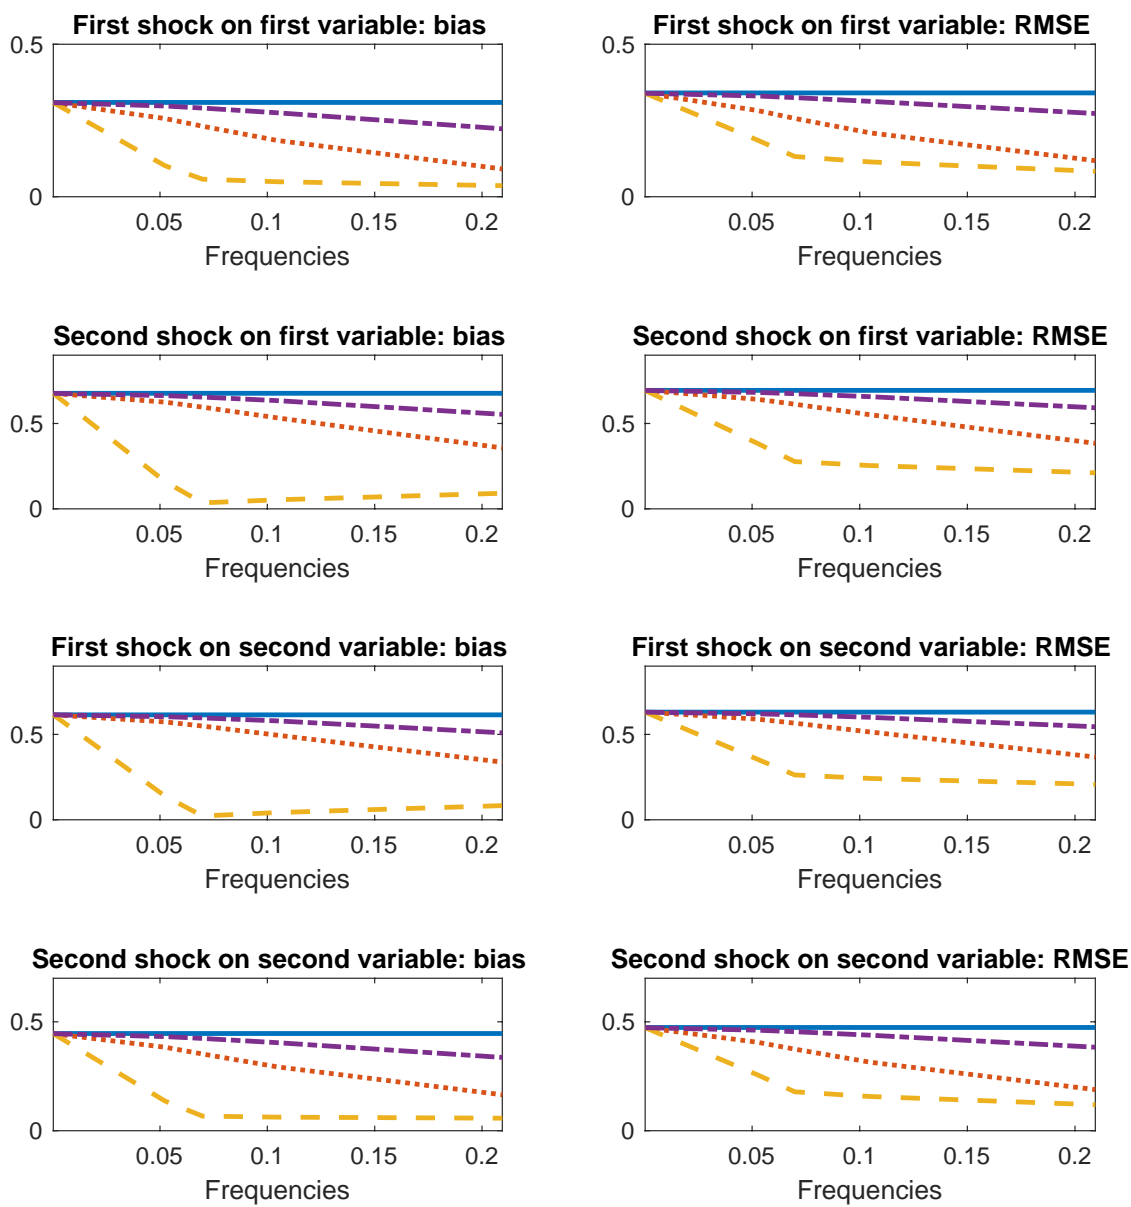 First shock on first variable: bias
0.5
0
0.05 0.1 0.15 0.2
Frequencies
First shock on first variable: RMSE
0.5
0
0.05 0.1 0.15 0.2
Frequencies
Second shock on first variable: bias
0.5
0
0.05 0.1 0.15 0.2
Frequencies
Second shock on first variable: RMSE
0.5
0
0.05 0.1 0.15 0.2
Frequencies
First shock on second variable: bias
0.5
0
0.05 0.1 0.15 0.2
Frequencies
First shock on second variable: RMSE
0.5
0
0.05 0.1 0.15 0.2
Frequencies
Second shock on second variable: bias
0.5
0
0.05 0.1 0.15 0.2
Frequencies
Second shock on second variable: RMSE
0.5
0
0.05 0.1 0.15 0.2
Frequencies